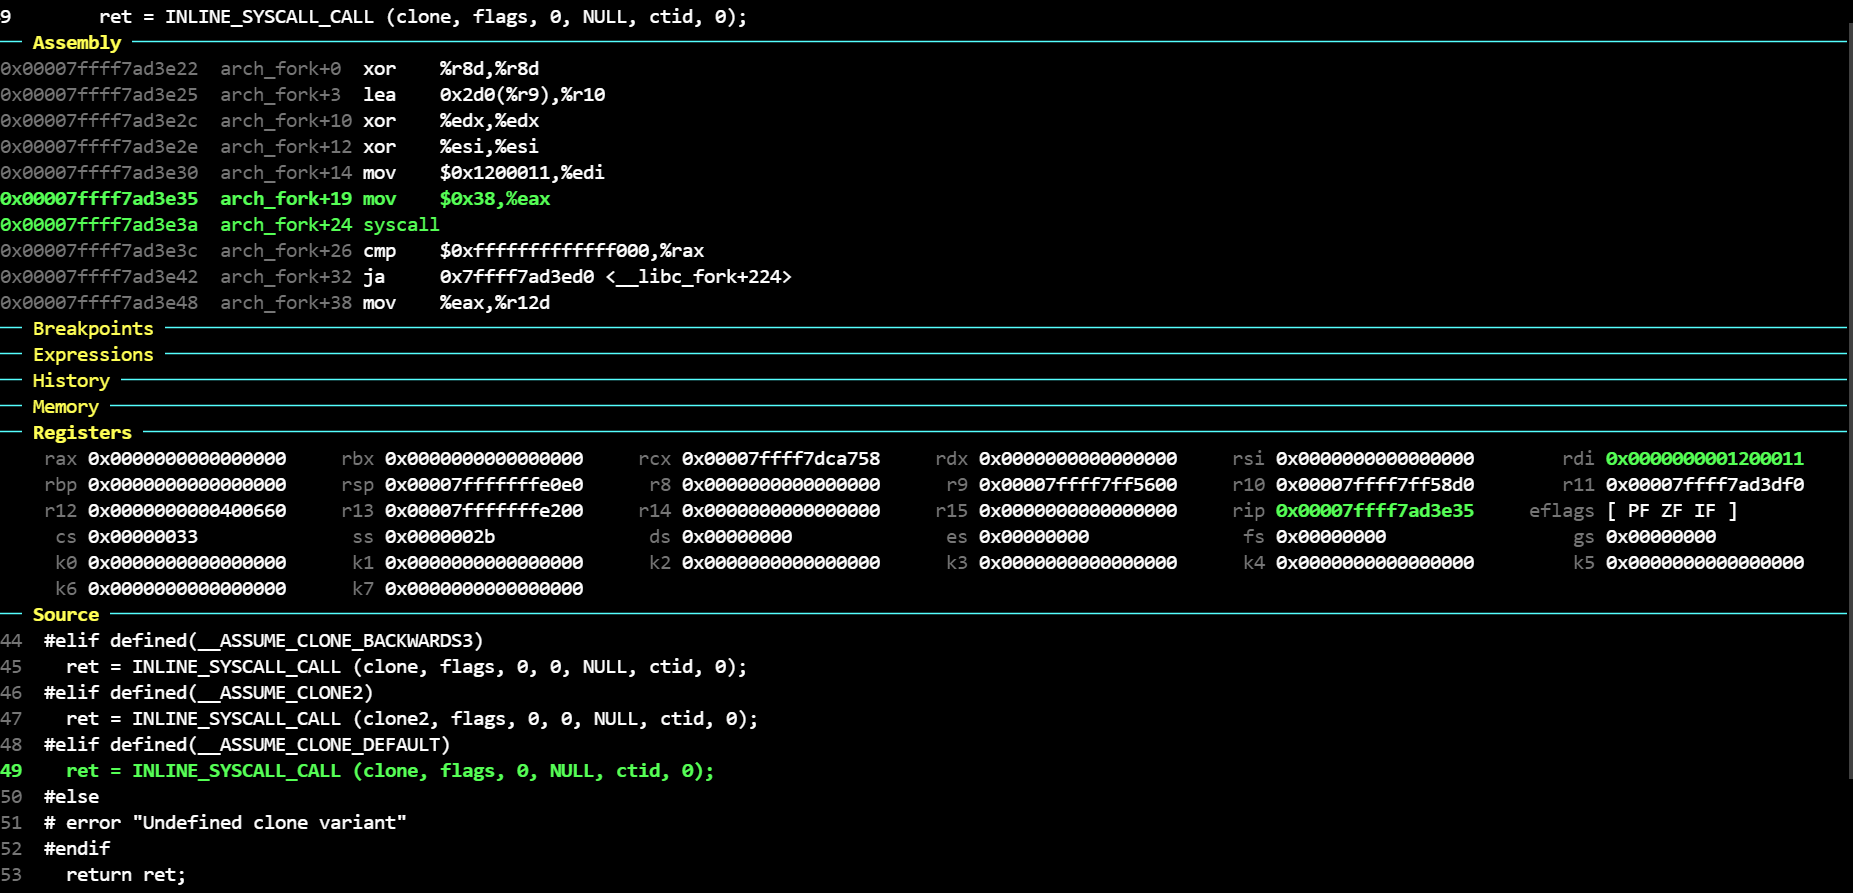 9        ret = INLINE_SYSCALL_CALL (clone, flags, 0, NULL, ctid, 0);
Assembly
0x00007ffff7ad3e22  arch_fork+0  xor    %r8d,%r8d
0x00007ffff7ad3e25  arch_fork+3  lea    0x2d0(%r9),%r10
0x00007ffff7ad3e2c  arch_fork+10 xor    %edx,%edx
0x00007ffff7ad3e2e  arch_fork+12 xor    %esi,%esi
0x00007ffff7ad3e30  arch_fork+14 mov    $0x1200011,%edi
0x00007ffff7ad3e35  arch_fork+19 mov    $0x38,%eax
0x00007ffff7ad3e3a  arch_fork+24 syscall
0x00007ffff7ad3e3c  arch_fork+26 cmp    $0xfffffffffffff000,%rax
0x00007ffff7ad3e42  arch_fork+32 ja     0x7ffff7ad3ed0 <__libc_fork+224>
0x00007ffff7ad3e48  arch_fork+38 mov    %eax,%r12d
Breakpoints
Expressions
History
Memory
Registers
rax 0x0000000000000000     rbx 0x0000000000000000     rcx 0x00007ffff7dca758     rdx 0x0000000000000000     rsi 0x0000000000000000        rdi 0x0000000001200011
rbp 0x0000000000000000     rsp 0x00007fffffffe0e0      r8 0x0000000000000000      r9 0x00007ffff7ff5600     r10 0x00007ffff7ff58d0        r11 0x00007ffff7ad3df0
r12 0x0000000000400660     r13 0x00007fffffffe200     r14 0x0000000000000000     r15 0x0000000000000000     rip 0x00007ffff7ad3e35     eflags [ PF ZF IF ]
cs 0x00000033              ss 0x0000002b              ds 0x00000000              es 0x00000000              fs 0x00000000                 gs 0x00000000
k0 0x0000000000000000      k1 0x0000000000000000      k2 0x0000000000000000      k3 0x0000000000000000      k4 0x0000000000000000         k5 0x0000000000000000
k6 0x0000000000000000      k7 0x0000000000000000
Source
44  #elif defined(__ASSUME_CLONE_BACKWARDS3)
45    ret = INLINE_SYSCALL_CALL (clone, flags, 0, 0, NULL, ctid, 0);
46  #elif defined(__ASSUME_CLONE2)
47    ret = INLINE_SYSCALL_CALL (clone2, flags, 0, 0, NULL, ctid, 0);
48  #elif defined(__ASSUME_CLONE_DEFAULT)
49    ret = INLINE_SYSCALL_CALL (clone, flags, 0, NULL, ctid, 0);
50  #else
51  # error "Undefined clone variant"
52  #endif
53    return ret;